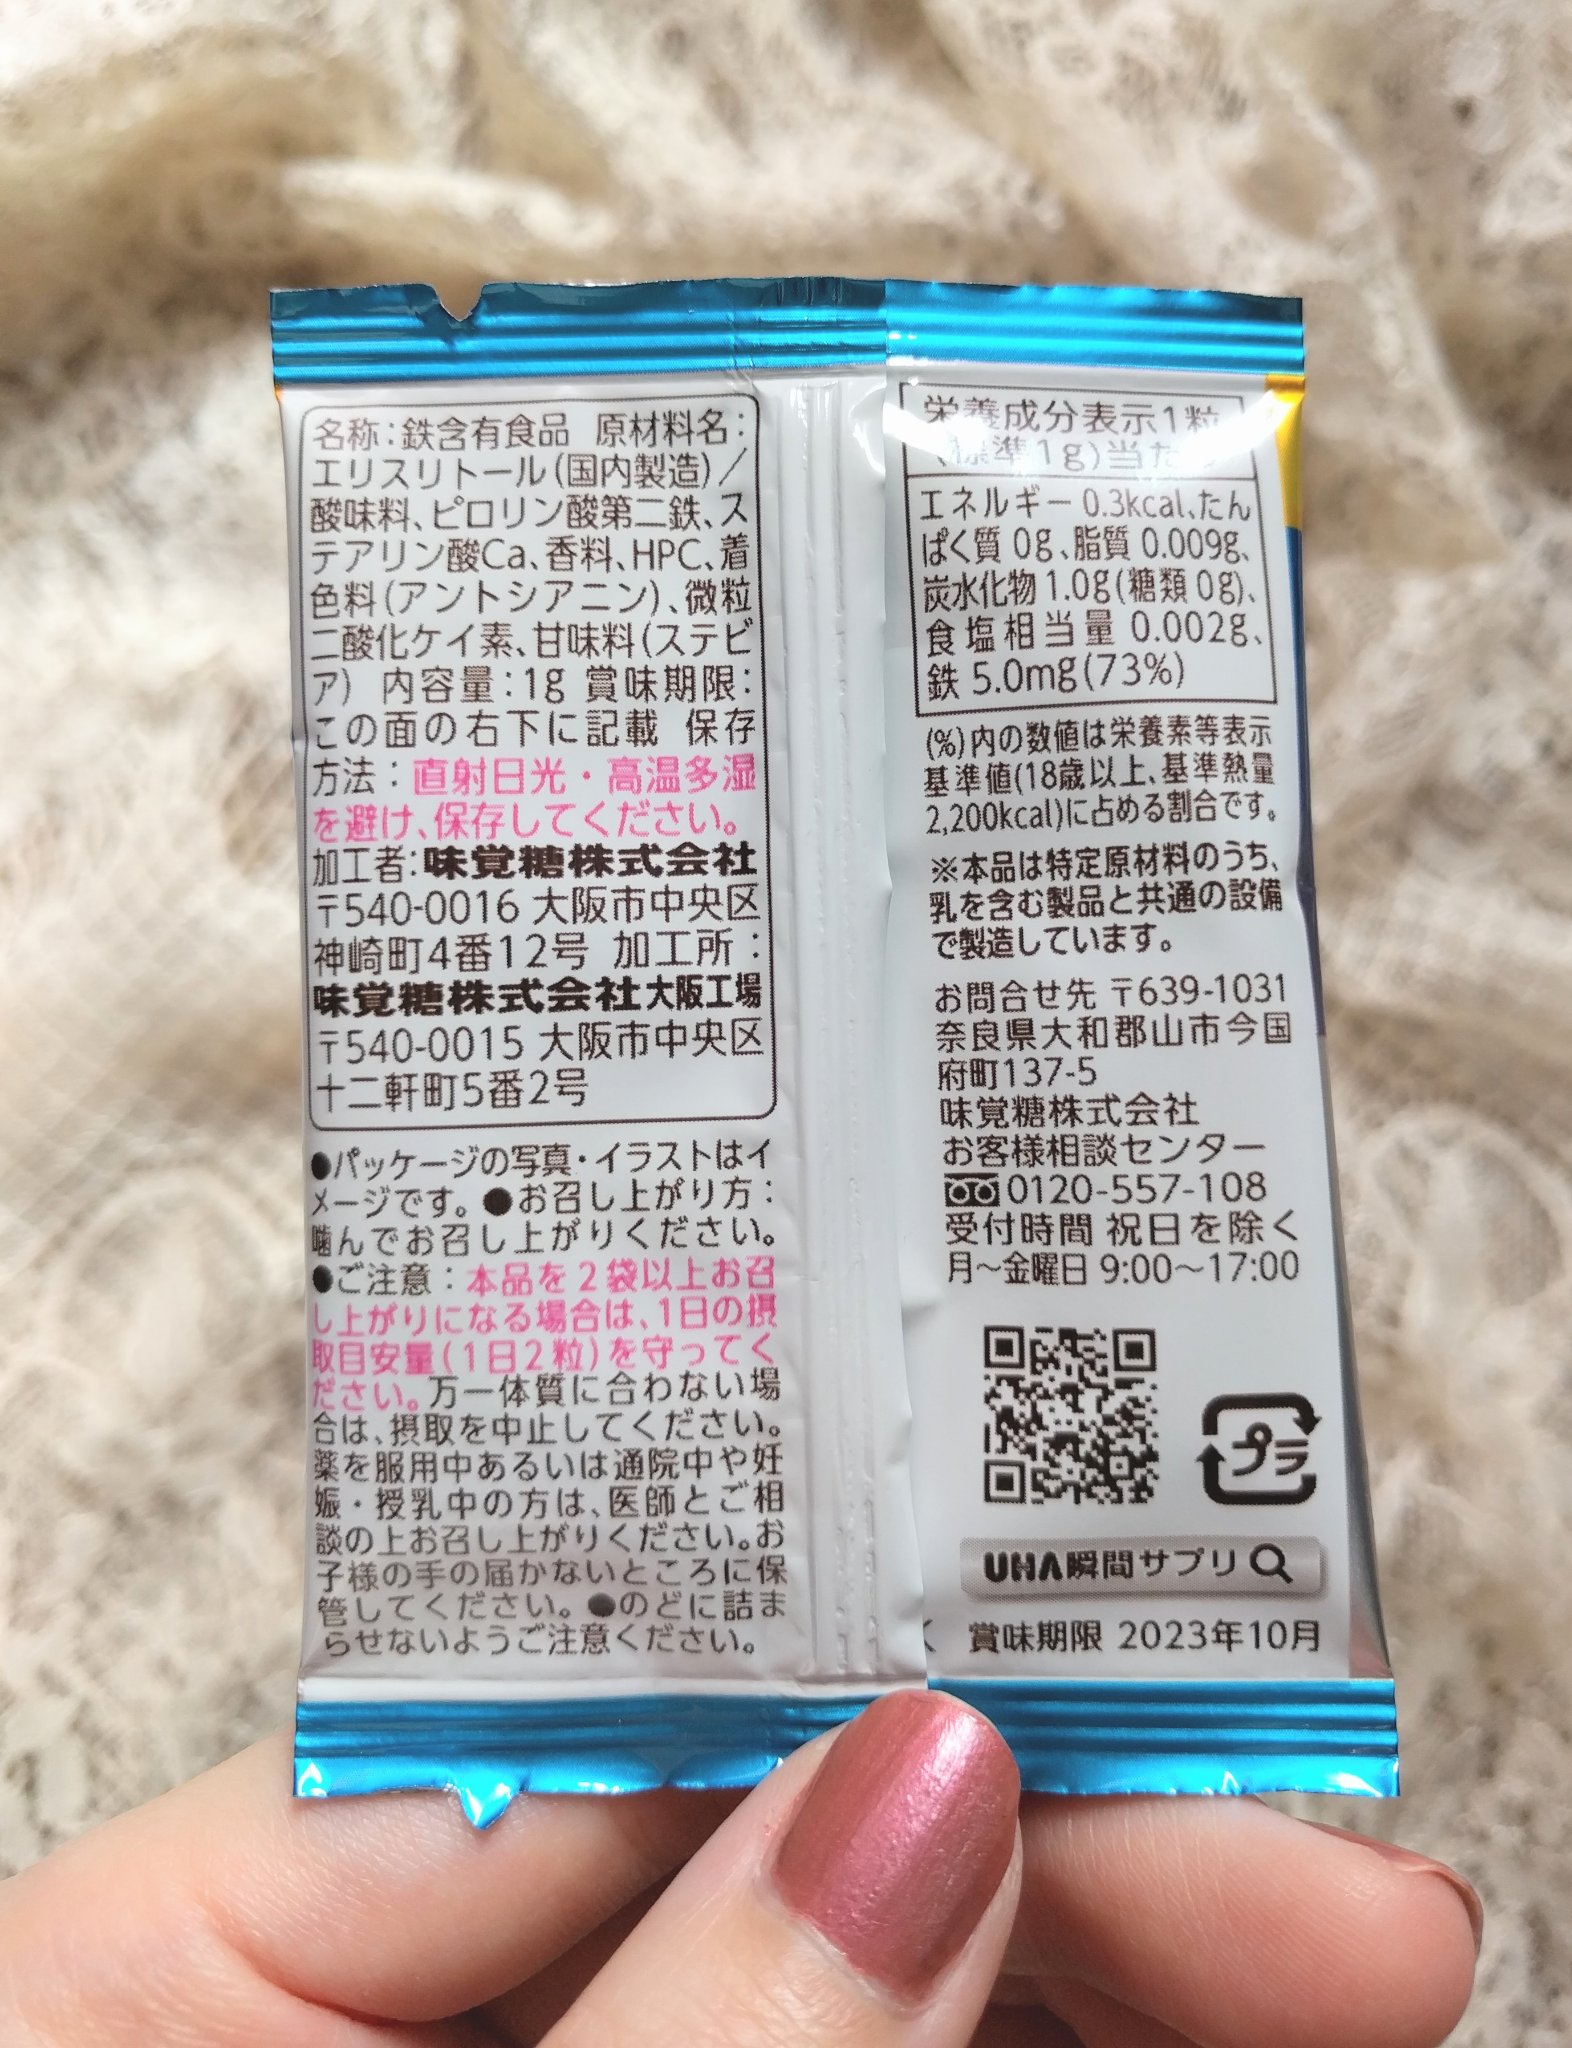 名称：鉄含有食品 原材料名：
エリスリトール(国内製造)／
酸味料、ピロリン酸第二鉄、ス
テアリン酸Ca、香料、HPC、着
色料(アントシアニン)、微粒
二酸化ケイ素、甘味料(ステビ
ア) 内容量：1g 賞味期限：
この面の右下に記載 保存
方法：直射日光・高温多湿
を避け、保存してください。
加工者：味覚糖株式会社
〒540-0016 大阪市中央区
神崎町4番12号 加工所：
味覚糖株式会社大阪工場
〒540-0015 大阪市中央区
十二軒町5番2号
●パッケージの写真・イラストはイ
メージです。●お召し上がり方：
噛んでお召し上がりください。
●ご注意：本品を2袋以上お召
し上がりになる場合は、1日の摂
取目安量(1日2粒)を守ってく
ださい。万一体質に合わない場
合は、摂取を中止してください。
薬を服用中あるいは通院中や妊
娠・授乳中の方は、医師とご相
談の上お召し上がりください。お
子様の手の届かないところに保
管してください。●のどに詰ま
らせないようご注意ください。
栄養成分表示1粒
(標準1g)当たり
エネルギー 0.3kcal、たん
ぱく質 0g、脂質 0.009g、
炭水化物 1.0g(糖類 0g)、
食塩相当量 0.002g、
鉄 5.0mg(73%)
(%)内の数値は栄養素等表示
基準値(18歳以上、基準熱量
2,200kcal)に占める割合です。
※本品は特定原材料のうち、
乳を含む製品と共通の設備
で製造しています。
お問合せ先 〒639-1031
奈良県大和郡山市今国
府町137-5
味覚糖株式会社
お客様相談センター
0120-557-108
受付時間 祝日を除く
月～金曜日 9:00～17:00
プラ
UHA瞬間サプリ
賞味期限 2023年10月